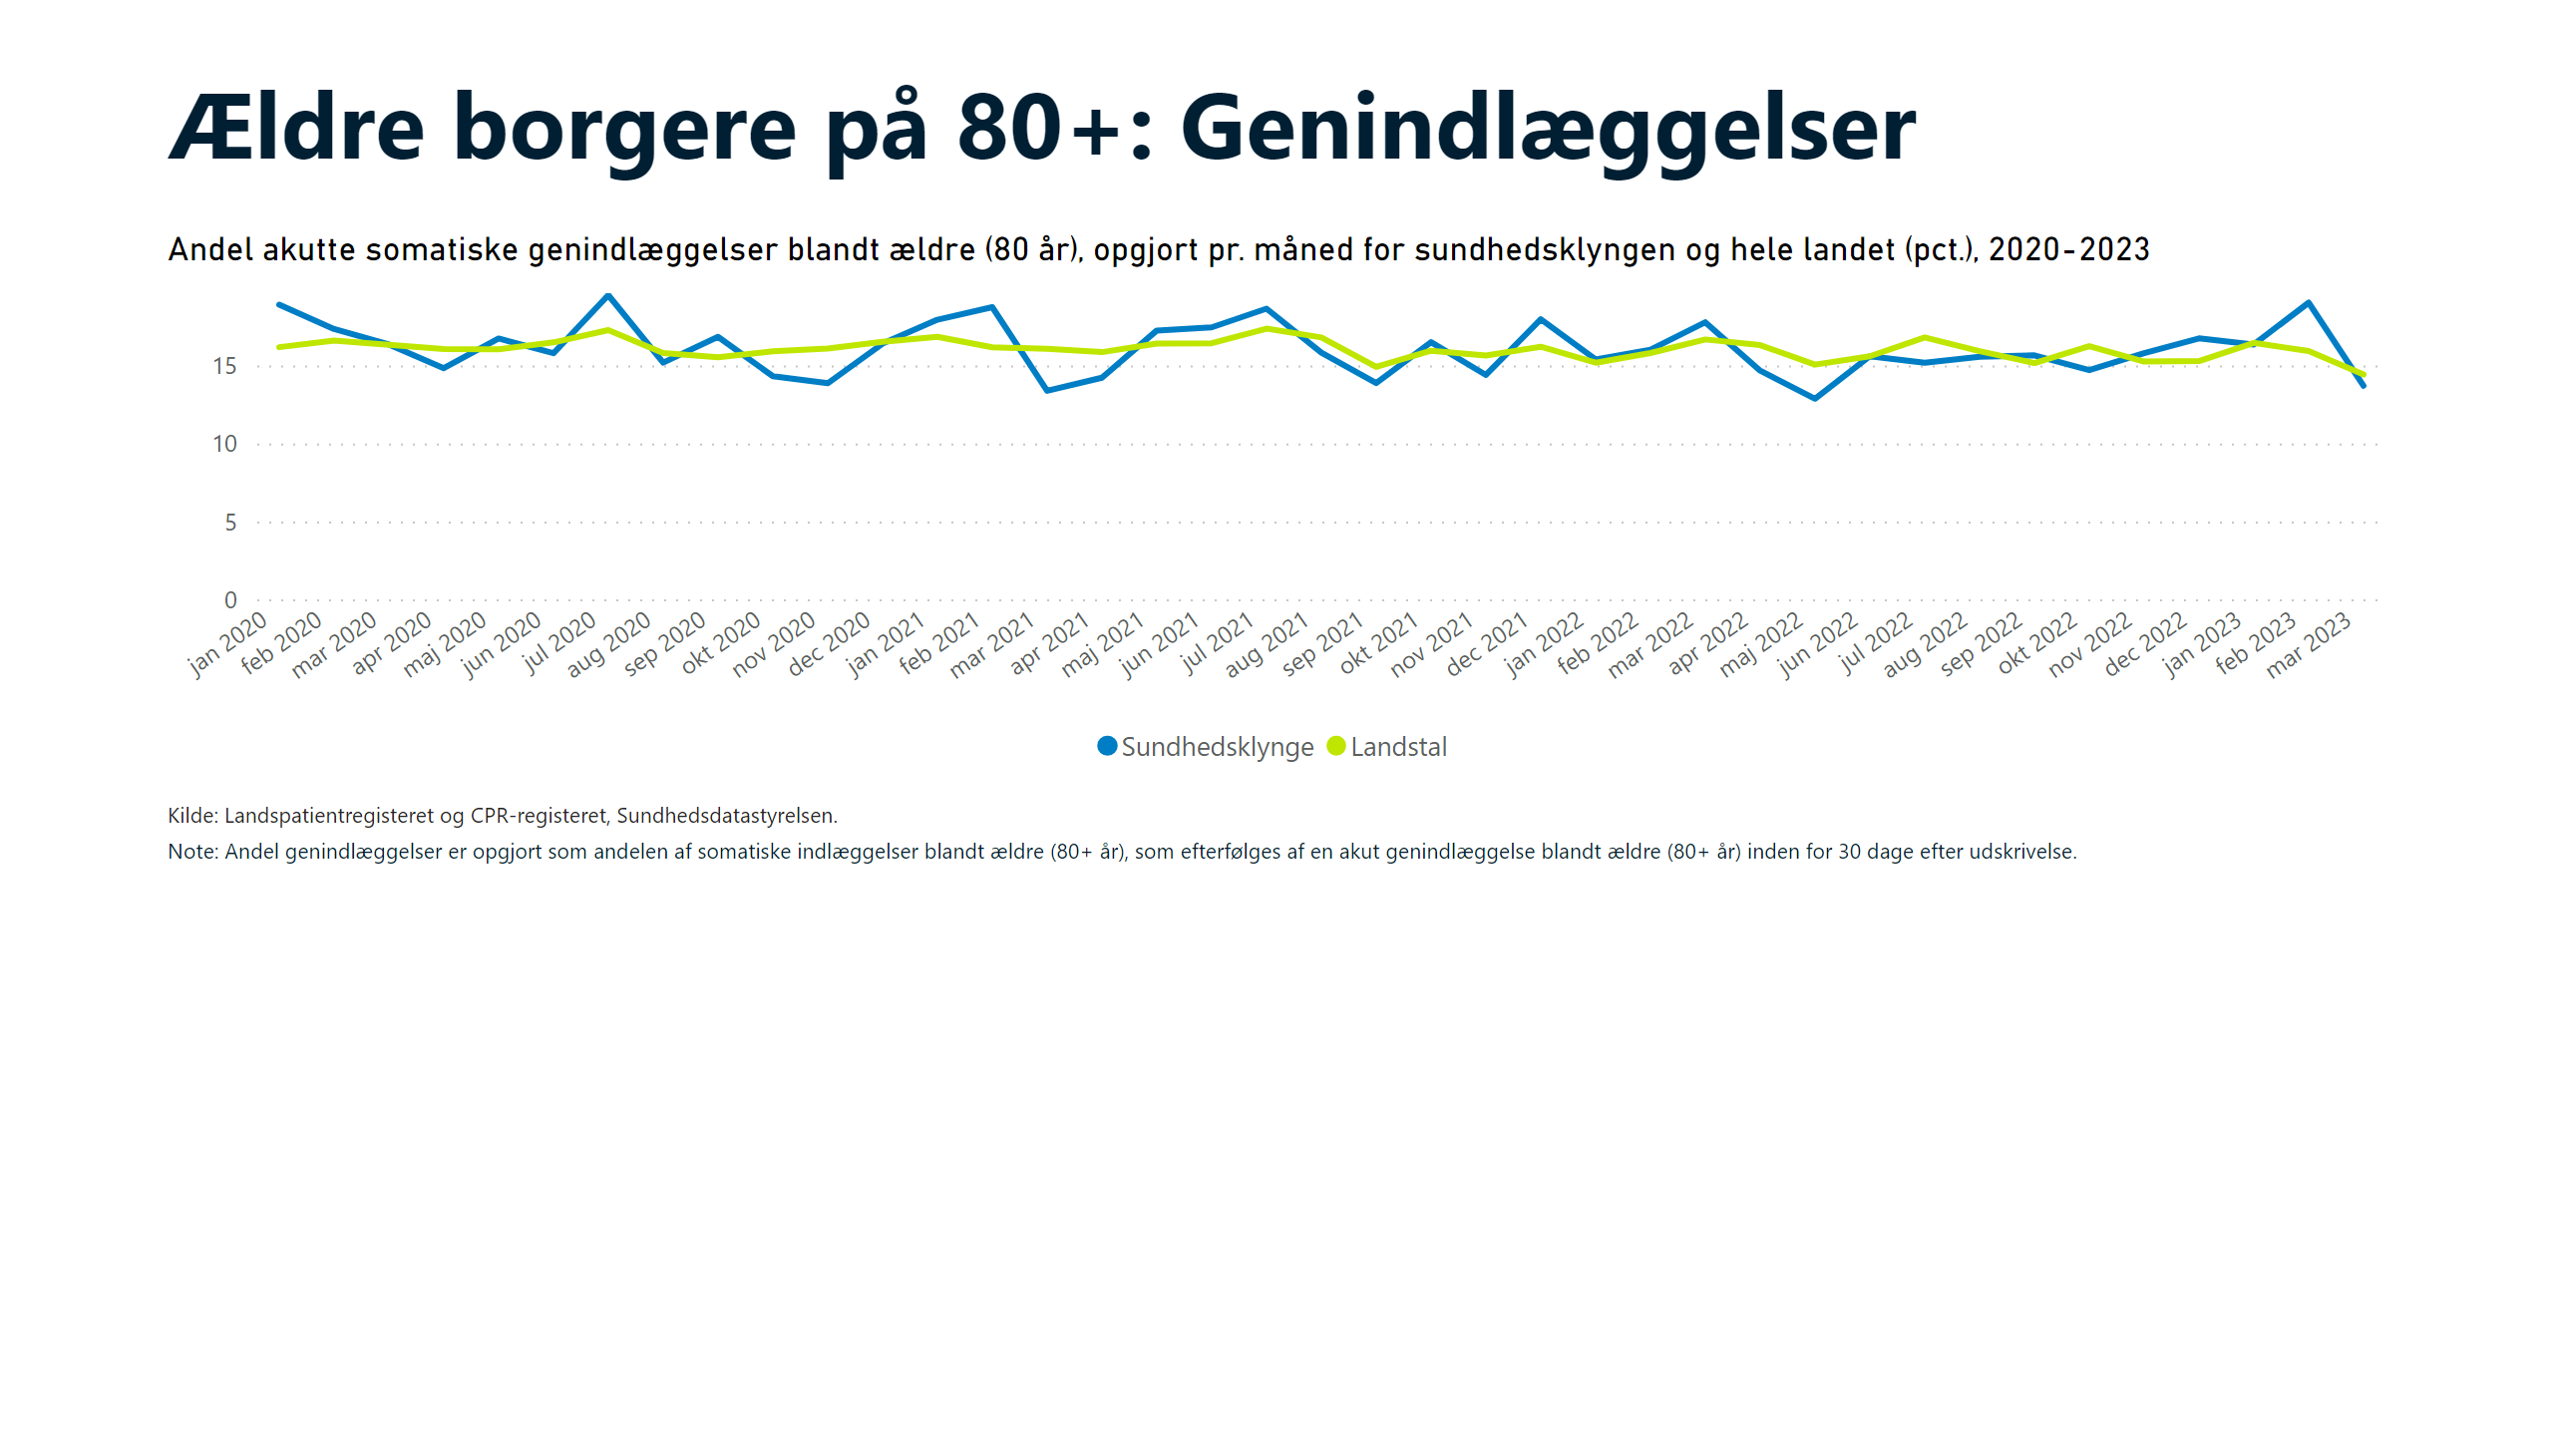 Ældre borgere på 80+: Genindlæggelser
Andel akutte somatiske genindlæggelser blandt ældre (80 år), opgjort pr. måned for sundhedsklyngen og hele landet (pct.), 2020-2023
15
10
5
0
jan 2020
feb 2020
mar 2020
apr 2020
maj 2020
jun 2020
jul 2020
aug 2020
sep 2020
okt 2020
nov 2020
dec 2020
jan 2021
feb 2021
mar 2021
apr 2021
maj 2021
jun 2021
jul 2021
aug 2021
sep 2021
okt 2021
nov 2021
dec 2021
jan 2022
feb 2022
mar 2022
apr 2022
maj 2022
jun 2022
jul 2022
aug 2022
sep 2022
okt 2022
nov 2022
dec 2022
jan 2023
feb 2023
mar 2023
Sundhedsklynge Landstal
Kilde: Landspatientregisteret og CPR-registeret, Sundhedsdatastyrelsen.
Note: Andel genindlæggelser er opgjort som andelen af somatiske indlæggelser blandt ældre (80+ år), som efterfølges af en akut genindlæggelse blandt ældre (80+ år) inden for 30 dage efter udskrivelse.